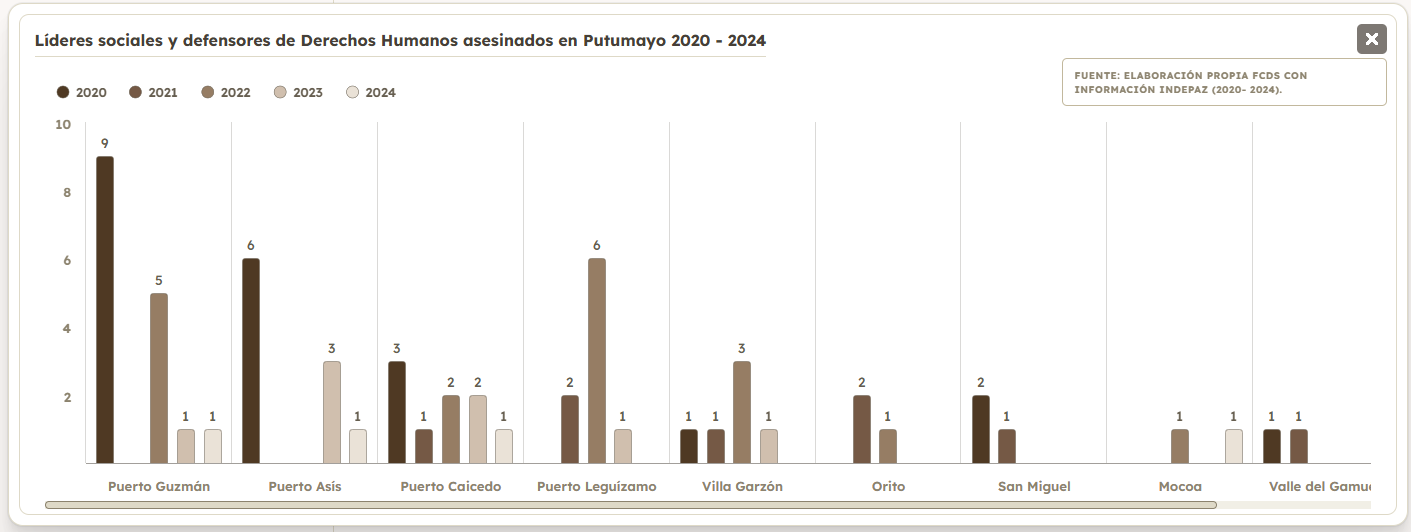 Líderes sociales y defensores de Derechos Humanos asesinados en Putumayo 2020 - 2024
2020 2021 2022 2023 2024
FUENTE: ELABORACIÓN PROPIA FCDS CON
INFORMACIÓN INDEPAZ (2020- 2024).
10
8
6
4
2
9 5 1 1
6 3 1
3 1 2 2 1
2 6 1
1 1 3 1
2 1
2 1
1 1
1 1
Puerto Guzmán Puerto Asís Puerto Caicedo Puerto Leguízamo Villa Garzón Orito San Miguel Mocoa Valle del Gamu